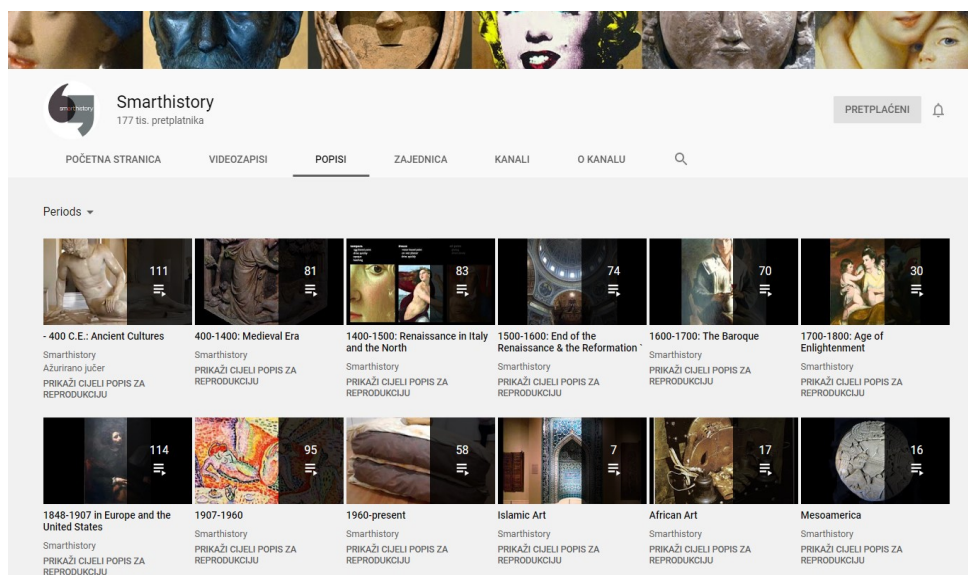 smarthistory
Smarthistory
177 tis. pretplatnika
PRETPLAĆENI
POČETNA STRANICA VIDEOZAPISI POPISI ZAJEDNICA KANALI O KANALU
Periods
111 81 83 74 70 30
- 400 C.E.: Ancient Cultures
Smarthistory
Ažurirano jučer
PRIKAŽI CIJELI POPIS ZA
REPRODUKCIJU
400-1400: Medieval Era
Smarthistory
PRIKAŽI CIJELI POPIS ZA
REPRODUKCIJU
1400-1500: Renaissance in Italy
and the North
Smarthistory
PRIKAŽI CIJELI POPIS ZA
REPRODUKCIJU
1500-1600: End of the
Renaissance & the Reformation
Smarthistory
PRIKAŽI CIJELI POPIS ZA
REPRODUKCIJU
1600-1700: The Baroque
Smarthistory
PRIKAŽI CIJELI POPIS ZA
REPRODUKCIJU
1700-1800: Age of
Enlightenment
Smarthistory
PRIKAŽI CIJELI POPIS ZA
REPRODUKCIJU
114 95 58 7 17 16
1848-1907 in Europe and the
United States
Smarthistory
PRIKAŽI CIJELI POPIS ZA
REPRODUKCIJU
1907-1960
Smarthistory
PRIKAŽI CIJELI POPIS ZA
REPRODUKCIJU
1960-present
Smarthistory
PRIKAŽI CIJELI POPIS ZA
REPRODUKCIJU
Islamic Art
Smarthistory
PRIKAŽI CIJELI POPIS ZA
REPRODUKCIJU
African Art
Smarthistory
PRIKAŽI CIJELI POPIS ZA
REPRODUKCIJU
Mesoamerica
Smarthistory
PRIKAŽI CIJELI POPIS ZA
REPRODUKCIJU